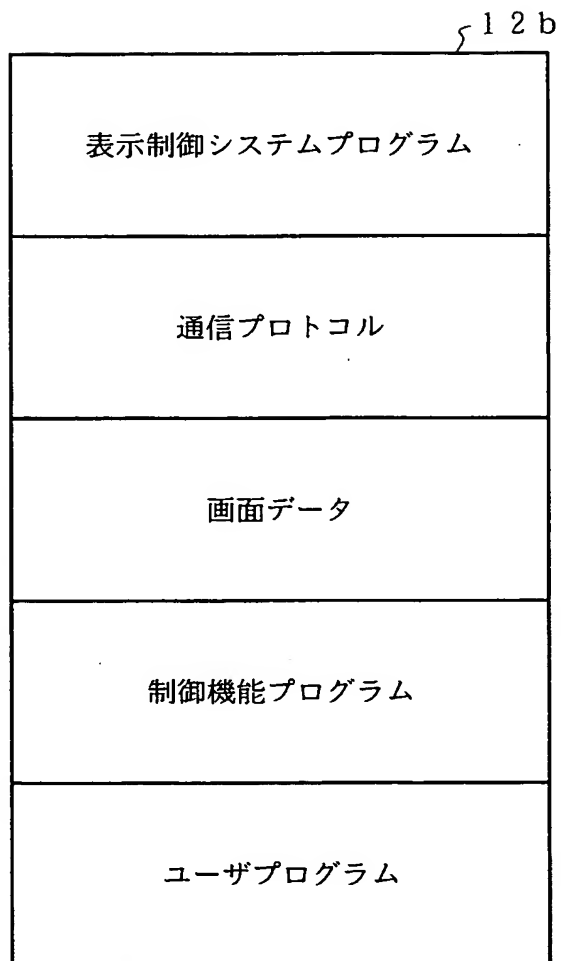 １２ｂ
表示制御システムプログラム
通信プロトコル
画面データ
制御機能プログラム
ユーザプログラム